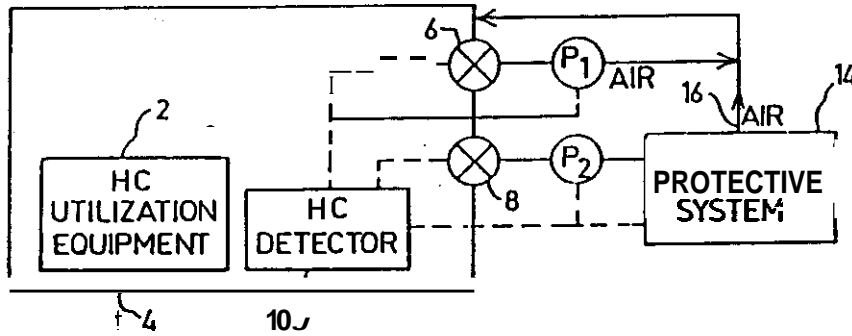 6
P1
AIR
16
AIR
14
2
HC
UTILIZATION
EQUIPMENT
HC
DETECTOR
8
P2
PROTECTIVE
SYSTEM
4
10